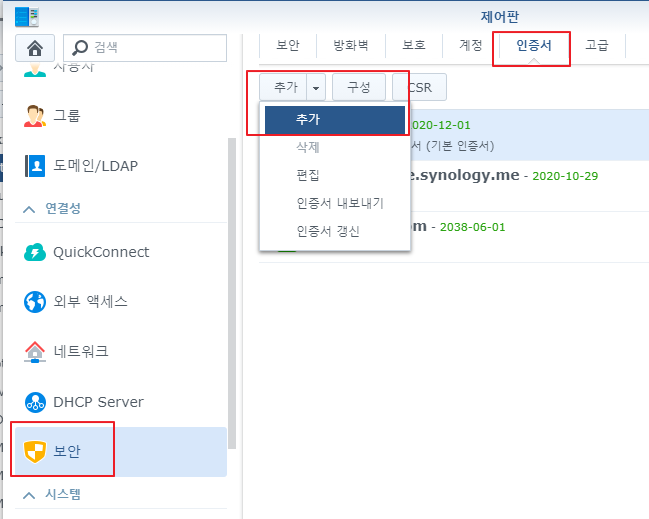 제어판
검색
사용자
그룹
도메인/LDAP
연결성
QuickConnect
외부 액세스
네트워크
DHCP Server
보안
시스템
보안 방화벽 보호 계정 인증서 고급
추가 구성 CSR
추가
삭제
편집
인증서 내보내기
인증서 갱신
2020-12-01
(기본 인증서)
e.synology.me - 2020-10-29
om - 2038-06-01